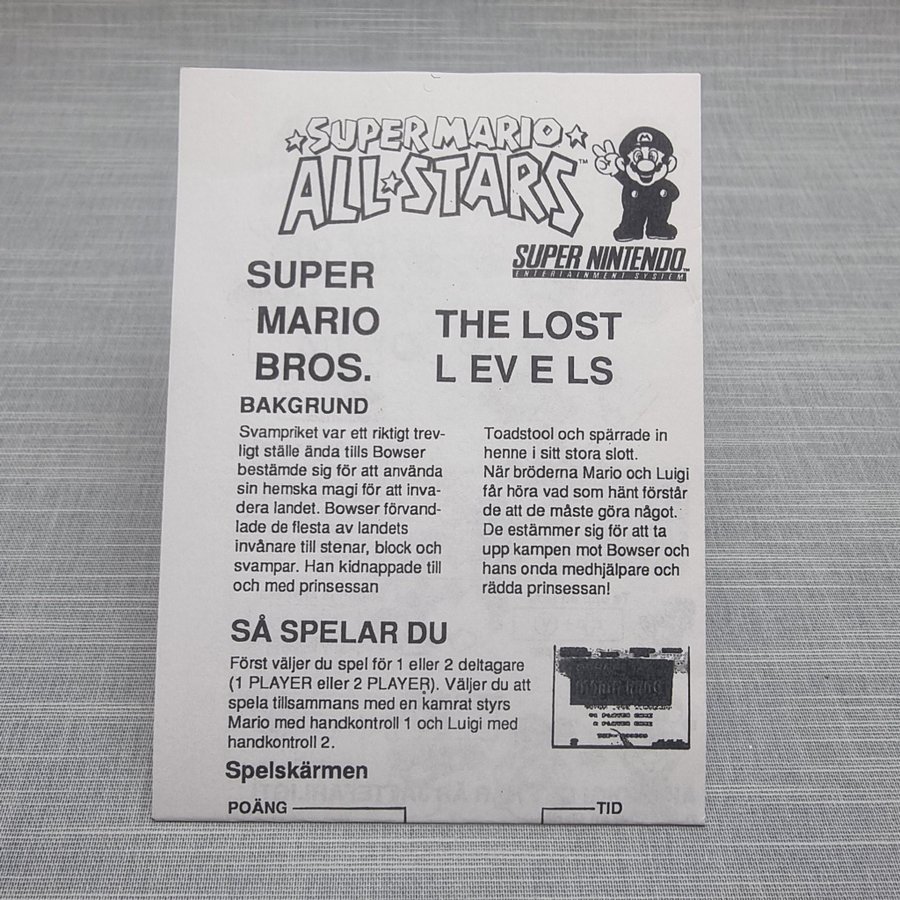 SUPER MARIO
ALL★STARS™
SUPER NINTENDO™
ENTERTAINMENT SYSTEM
SUPER
MARIO
BROS.
THE LOST
L EV E LS
BAKGRUND
Svampriket var ett riktigt trev-
ligt ställe ända tills Bowser
bestämde sig för att använda
sin hemska magi för att inva-
dera landet. Bowser förvand-
lade de flesta av landets
invånare till stenar, block och
svampar. Han kidnappade till
och med prinsessan
Toadstool och spärrade in
henne i sitt stora slott.
När bröderna Mario och Luigi
får höra vad som hänt förstår
de att de måste göra något.
De estämmer sig för att ta
upp kampen mot Bowser och
hans onda medhjälpare och
rädda prinsessan!
SÅ SPELAR DU
Först väljer du spel för 1 eller 2 deltagare
(1 PLAYER eller 2 PLAYER). Väljer du att
spela tillsammans med en kamrat styrs
Mario med handkontroll 1 och Luigi med
handkontroll 2.
Spelskärmen
POÄNG
TID